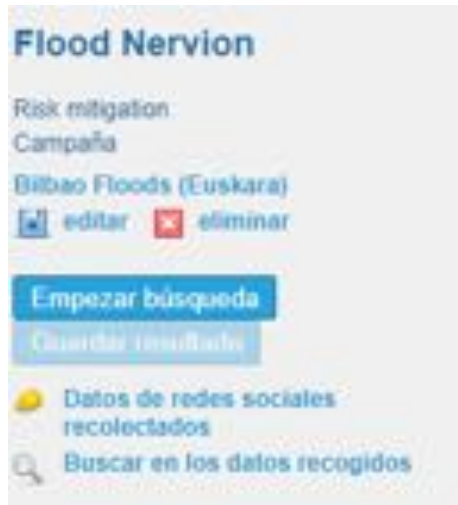 Flood Nervion
Risk mitigation
Campaña
Bilbao Floods (Euskara)
editar eliminar
Empezar búsqueda
Guardar resultado
Datos de redes sociales
recolectados
Buscar en los datos recogidos